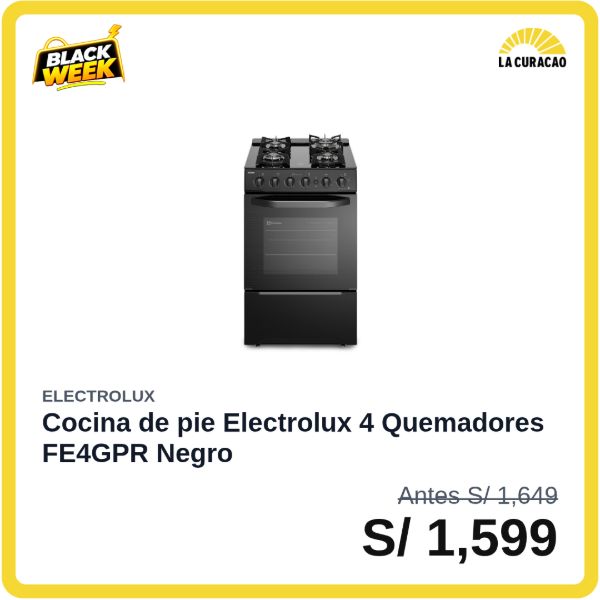 BLACK
WEEK
LA CURACAO
ELECTROLUX
Cocina de pie Electrolux 4 Quemadores
FE4GPR Negro
Antes S/ 1,649
S/ 1,599